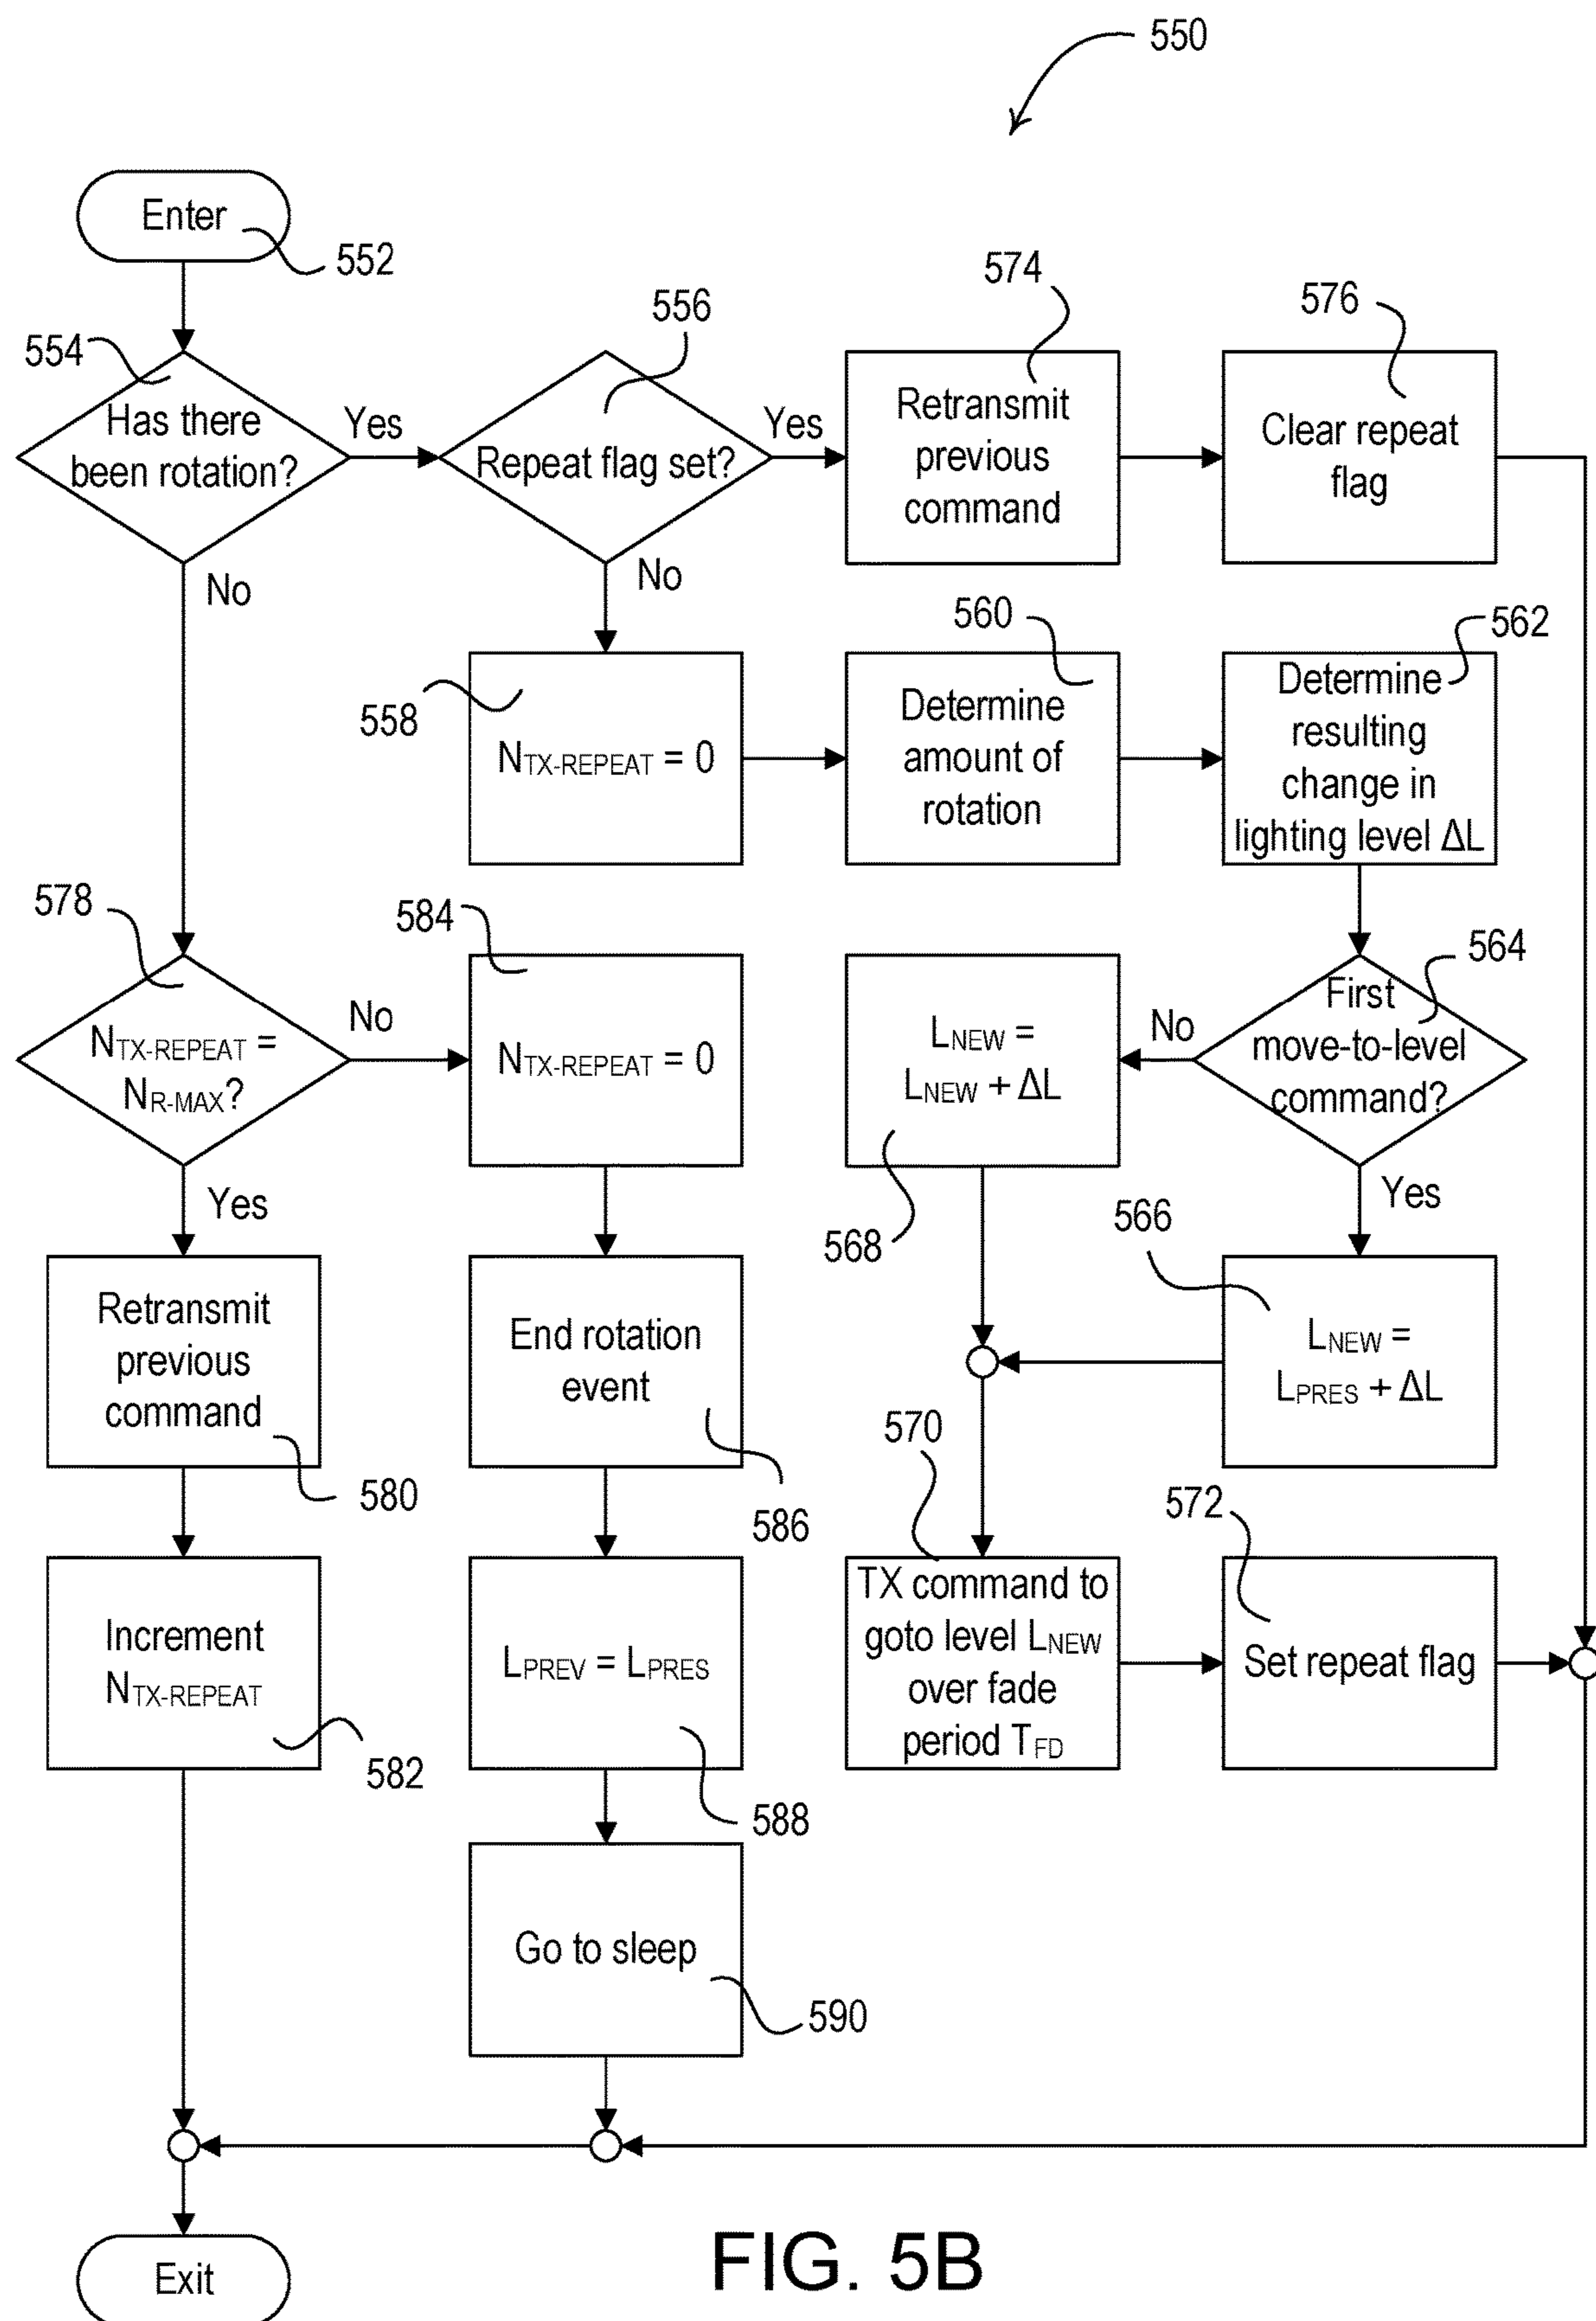 550
Enter
552
554
Has there
been rotation?
Yes
No
556
Repeat flag set?
Yes
No
574
Retransmit
previous
command
576
Clear repeat
flag
558
NTX-REPEAT = 0
560
Determine
amount of
rotation
562
Determine
resulting
change in
lighting level ΔL
564
First
move-to-level
command?
No
Yes
LNEW =
LNEW + ΔL
568
566
LNEW =
LPRES + ΔL
570
TX command to
goto level LNEW
over fade
period TFD
572
Set repeat flag
578
NTX-REPEAT =
NR-MAX?
No
Yes
584
NTX-REPEAT = 0
Retransmit
previous
command
580
End rotation
event
586
Increment
NTX-REPEAT
582
LPREV = LPRES
588
Go to sleep
590
Exit
FIG. 5B